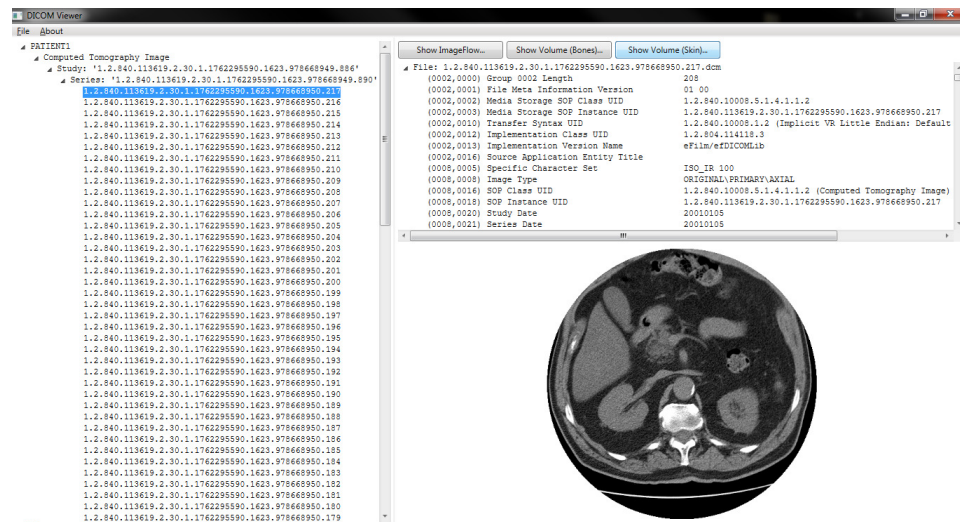 DICOM Viewer
File About
PATIENT1
Computed Tomography Image
Study: '1.2.840.113619.2.30.1.1762295590.1623.978668949.886'
Series: '1.2.840.113619.2.30.1.1762295590.1623.978668949.890'
1.2.840.113619.2.30.1.1762295590.1623.978668950.217
1.2.840.113619.2.30.1.1762295590.1623.978668950.216
1.2.840.113619.2.30.1.1762295590.1623.978668950.215
1.2.840.113619.2.30.1.1762295590.1623.978668950.214
1.2.840.113619.2.30.1.1762295590.1623.978668950.213
1.2.840.113619.2.30.1.1762295590.1623.978668950.212
1.2.840.113619.2.30.1.1762295590.1623.978668950.211
1.2.840.113619.2.30.1.1762295590.1623.978668950.210
1.2.840.113619.2.30.1.1762295590.1623.978668950.209
1.2.840.113619.2.30.1.1762295590.1623.978668950.208
1.2.840.113619.2.30.1.1762295590.1623.978668950.207
1.2.840.113619.2.30.1.1762295590.1623.978668950.206
1.2.840.113619.2.30.1.1762295590.1623.978668950.205
1.2.840.113619.2.30.1.1762295590.1623.978668950.204
1.2.840.113619.2.30.1.1762295590.1623.978668950.203
1.2.840.113619.2.30.1.1762295590.1623.978668950.202
1.2.840.113619.2.30.1.1762295590.1623.978668950.201
1.2.840.113619.2.30.1.1762295590.1623.978668950.200
1.2.840.113619.2.30.1.1762295590.1623.978668950.199
1.2.840.113619.2.30.1.1762295590.1623.978668950.198
1.2.840.113619.2.30.1.1762295590.1623.978668950.197
1.2.840.113619.2.30.1.1762295590.1623.978668950.196
1.2.840.113619.2.30.1.1762295590.1623.978668950.195
1.2.840.113619.2.30.1.1762295590.1623.978668950.194
1.2.840.113619.2.30.1.1762295590.1623.978668950.193
1.2.840.113619.2.30.1.1762295590.1623.978668950.192
1.2.840.113619.2.30.1.1762295590.1623.978668950.191
1.2.840.113619.2.30.1.1762295590.1623.978668950.190
1.2.840.113619.2.30.1.1762295590.1623.978668950.189
1.2.840.113619.2.30.1.1762295590.1623.978668950.188
1.2.840.113619.2.30.1.1762295590.1623.978668950.187
1.2.840.113619.2.30.1.1762295590.1623.978668950.186
1.2.840.113619.2.30.1.1762295590.1623.978668950.185
1.2.840.113619.2.30.1.1762295590.1623.978668950.184
1.2.840.113619.2.30.1.1762295590.1623.978668950.183
1.2.840.113619.2.30.1.1762295590.1623.978668950.182
1.2.840.113619.2.30.1.1762295590.1623.978668950.181
1.2.840.113619.2.30.1.1762295590.1623.978668950.180
1.2.840.113619.2.30.1.1762295590.1623.978668950.179
Show ImageFlow... Show Volume (Bones)... Show Volume (Skin)...
File: 1.2.840.113619.2.30.1.1762295590.1623.978668950.217.dcm
(0002,0000) Group 0002 Length 208
(0002,0001) File Meta Information Version 01 00
(0002,0002) Media Storage SOP Class UID 1.2.840.10008.5.1.4.1.1.2
(0002,0003) Media Storage SOP Instance UID 1.2.840.113619.2.30.1.1762295590.1623.978668950.217
(0002,0010) Transfer Syntax UID 1.2.840.10008.1.2 (Implicit VR Little Endian: Default
(0002,0012) Implementation Class UID 1.2.804.114118.3
(0002,0013) Implementation Version Name eFilm/efDICOMLib
(0002,0016) Source Application Entity Title
(0008,0005) Specific Character Set ISO_IR 100
(0008,0008) Image Type ORIGINAL\PRIMARY\AXIAL
(0008,0016) SOP Class UID 1.2.840.10008.5.1.4.1.1.2 (Computed Tomography Image)
(0008,0018) SOP Instance UID 1.2.840.113619.2.30.1.1762295590.1623.978668950.217
(0008,0020) Study Date 20010105
(0008,0021) Series Date 20010105